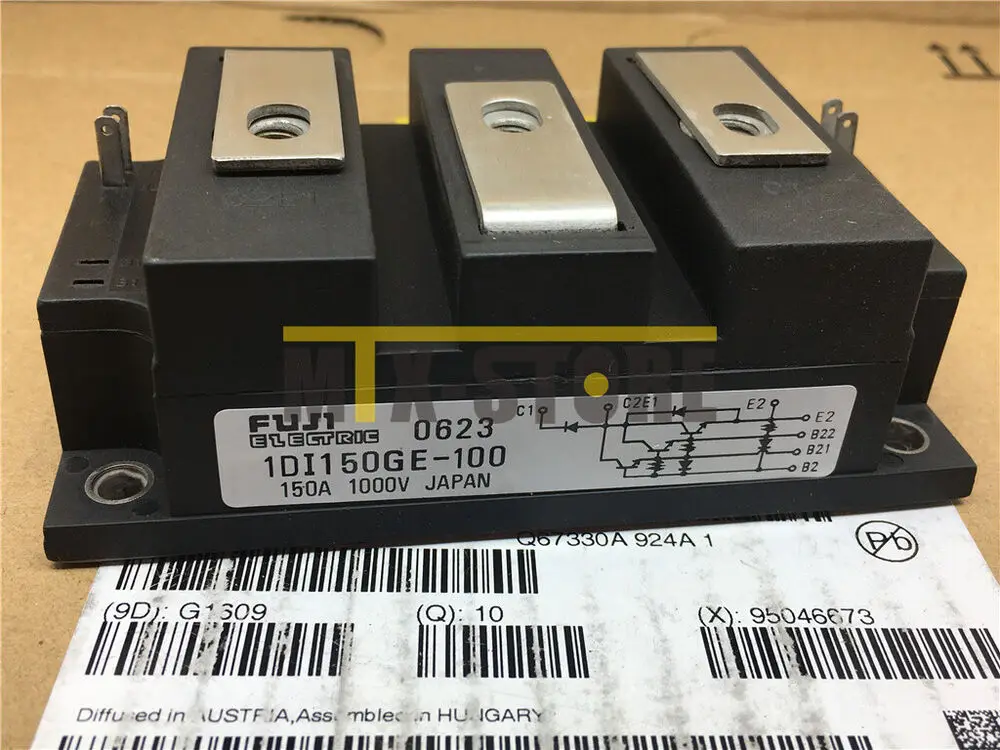 MTX-STORE
FUJI ELECTRIC 0623
1DI150GE-100
150A 1000V JAPAN
C1 C2E1 E2
E2
B22
B21
B2
Q67330A 924A 1
Pb
(9D): G1609 (Q): 10 (X): 95046673
Diffused in AUSTRIA, Assembled in HUNGARY